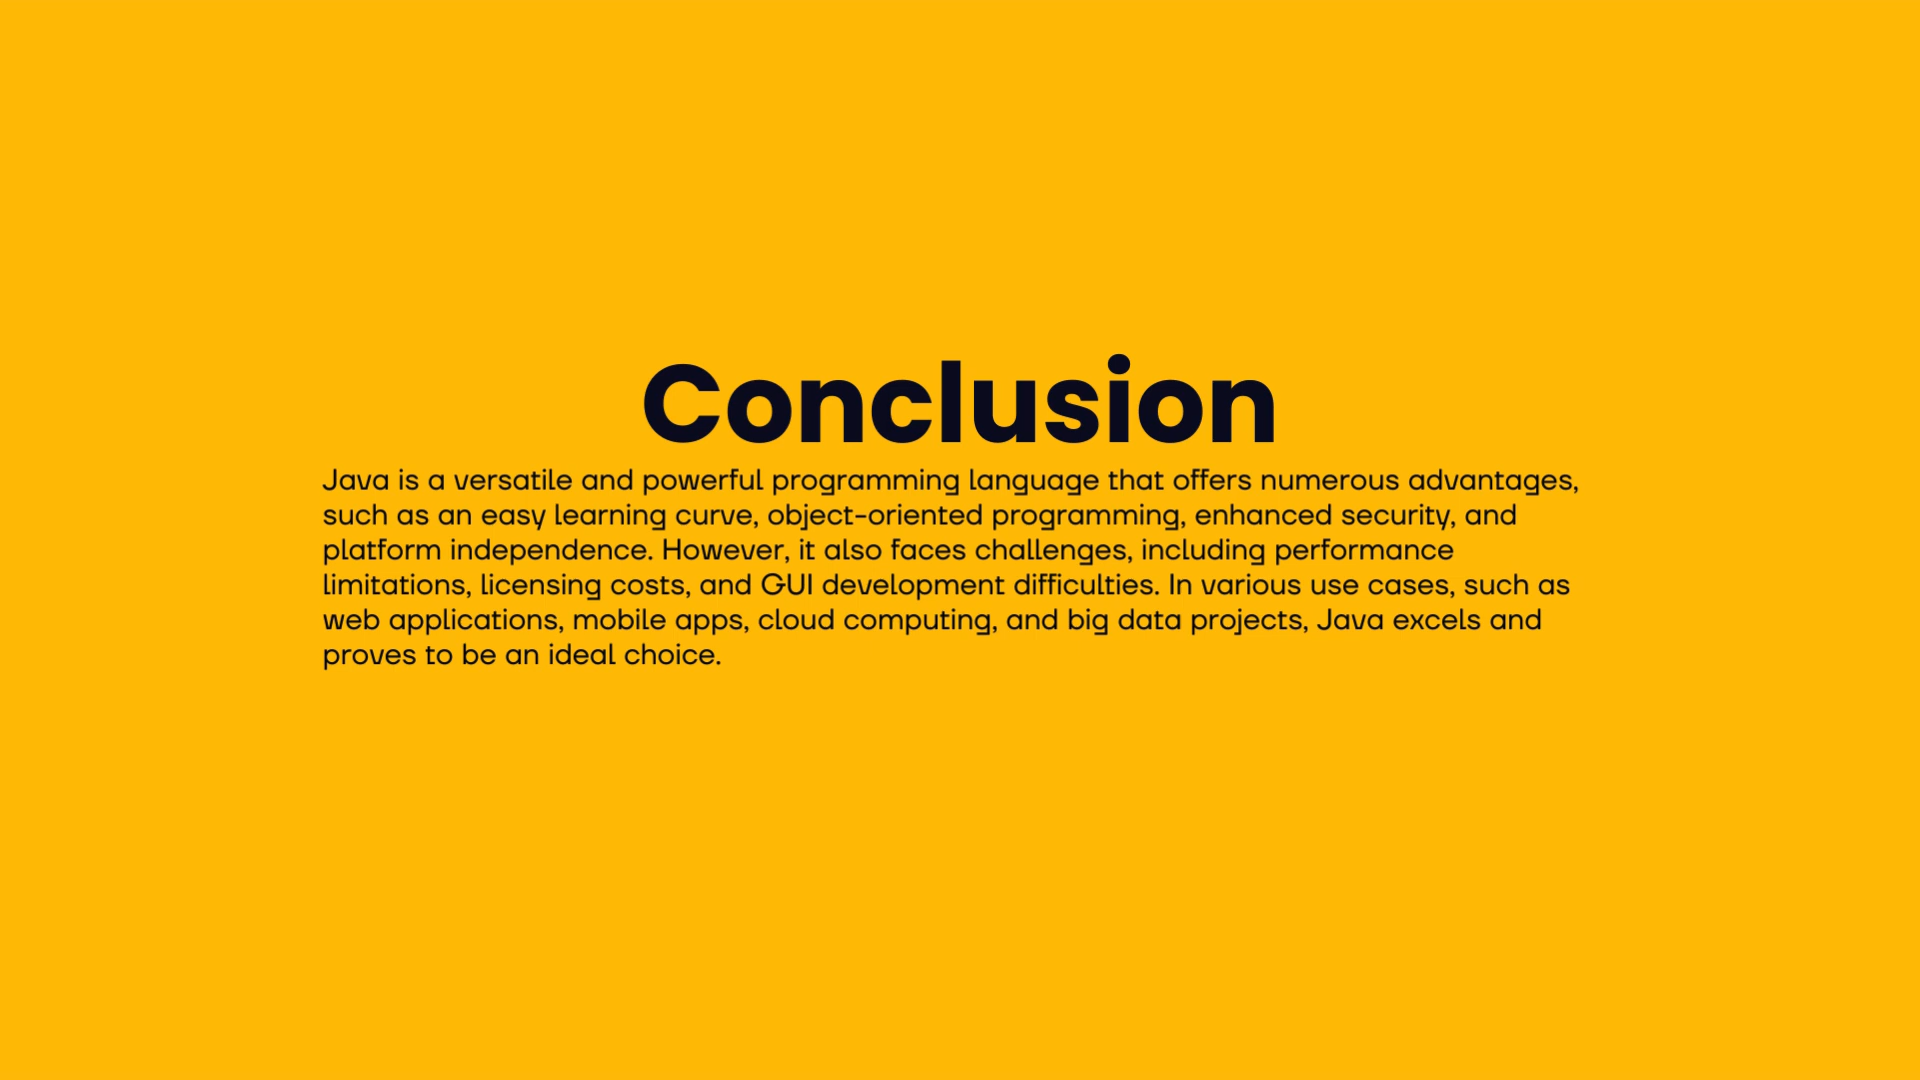 Conclusion
Java is a versatile and powerful programming language that offers numerous advantages,
such as an easy learning curve, object-oriented programming, enhanced security, and
platform independence. However, it also faces challenges, including performance
limitations, licensing costs, and GUI development difficulties. In various use cases, such as
web applications, mobile apps, cloud computing, and big data projects, Java excels and
proves to be an ideal choice.